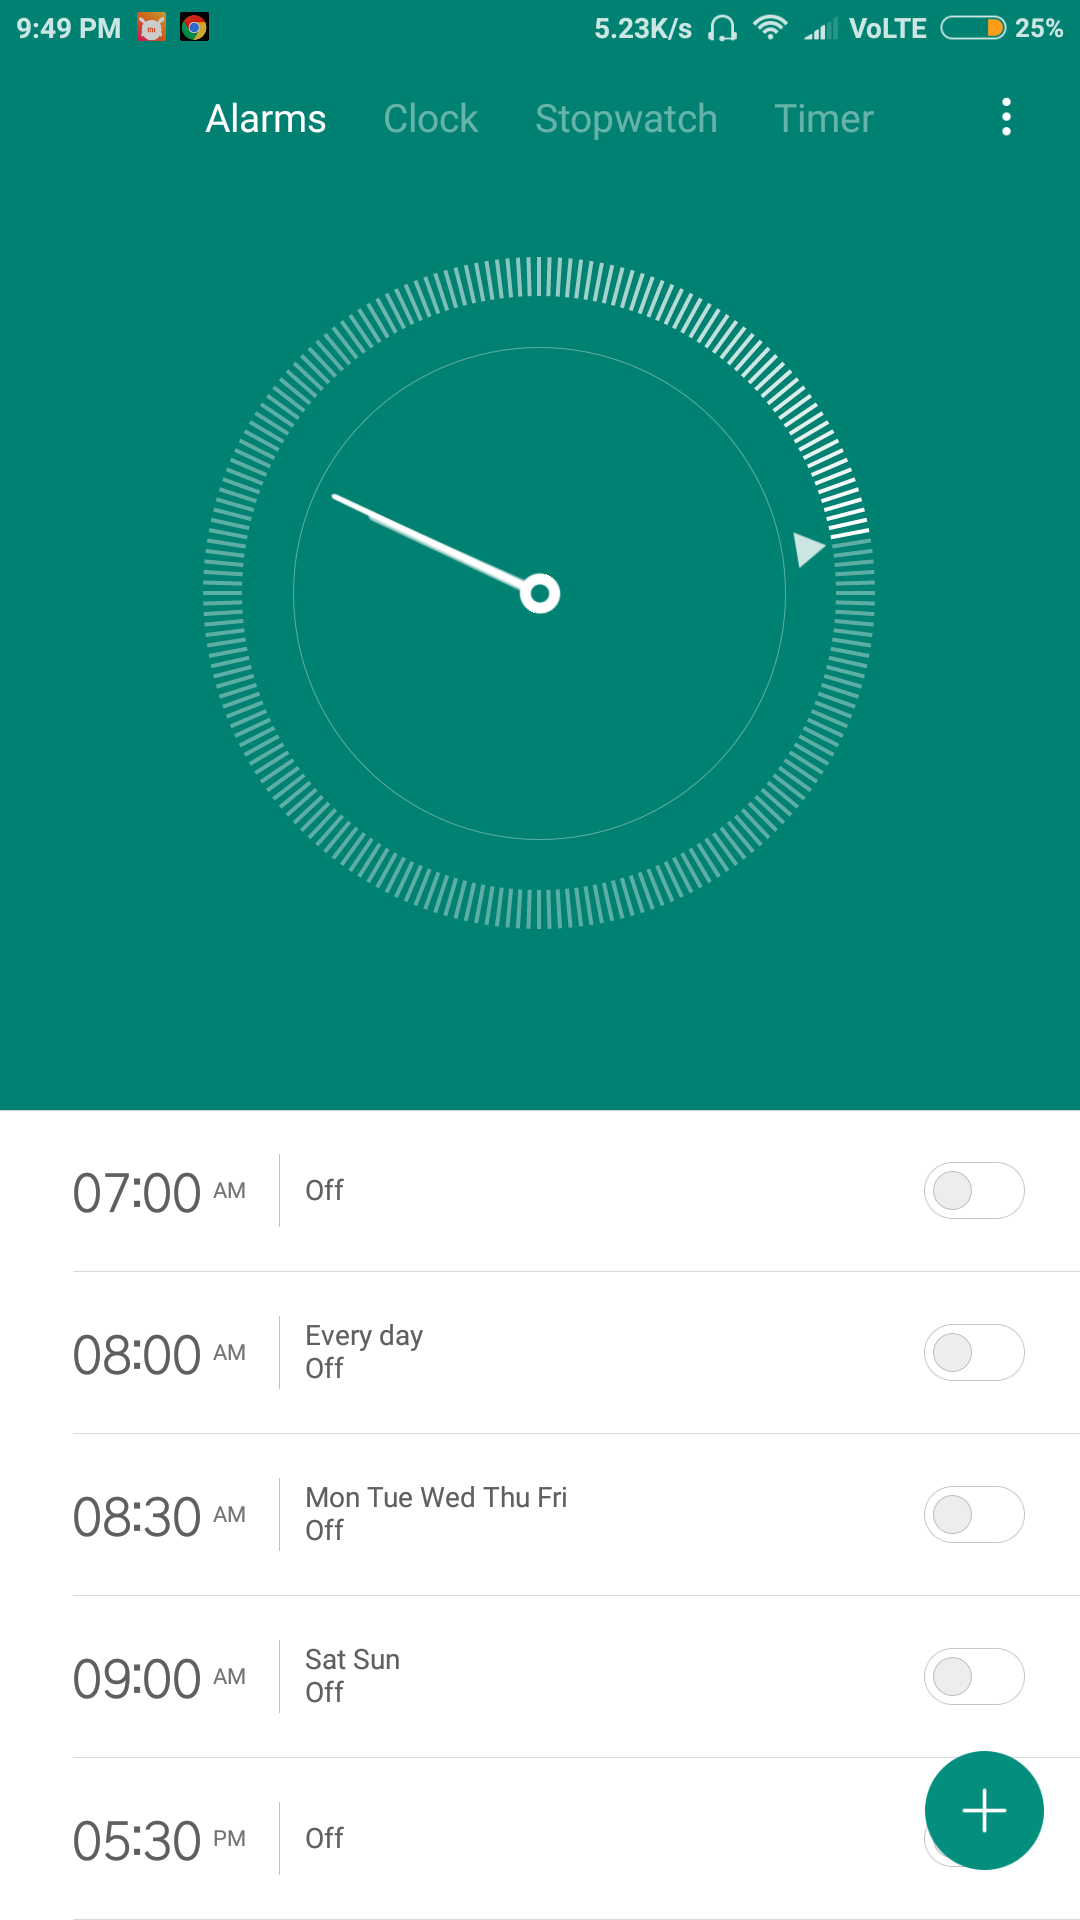 9:49 PM mi 5.23K/s VoLTE 25%
Alarms Clock Stopwatch Timer
07:00 AM Off
08:00 AM Every day
Off
08:30 AM Mon Tue Wed Thu Fri
Off
09:00 AM Sat Sun
Off
05:30 PM Off